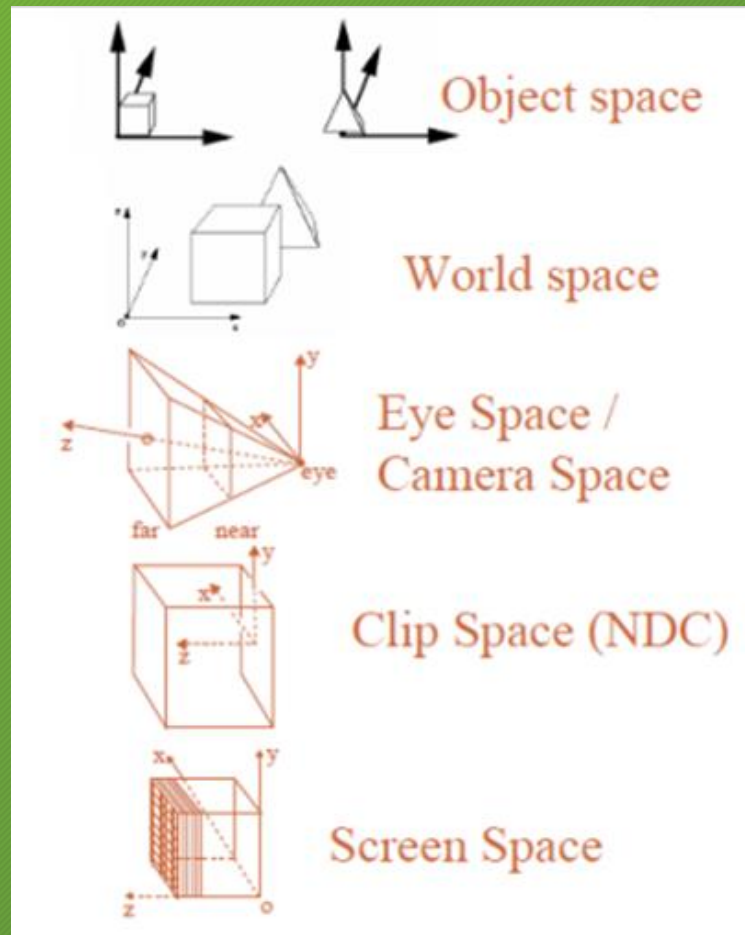 Object space
World space
y
x
z
eye
far near
Eye Space /
Camera Space
y
x
z
Clip Space (NDC)
x
y
z
o
Screen Space